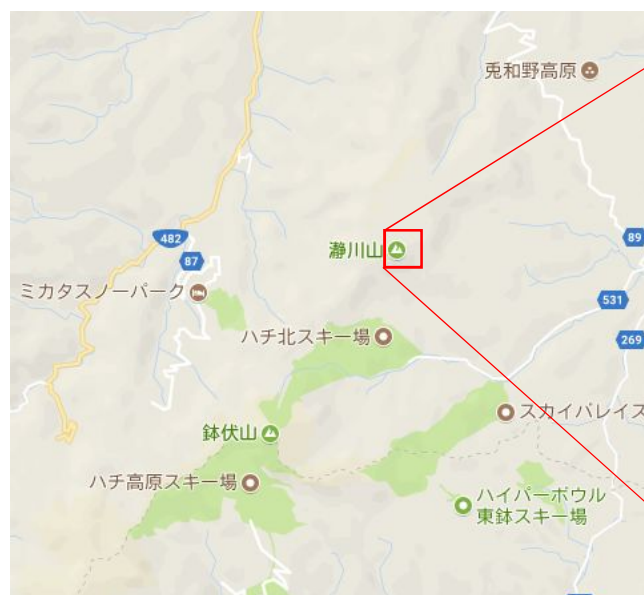 兎和野高原
482
87
瀞川山
89
ミカタスノーパーク
531
ハチ北スキー場
269
スカイバレイス
鉢伏山
ハチ高原スキー場
ハイパーボウル
東鉢スキー場